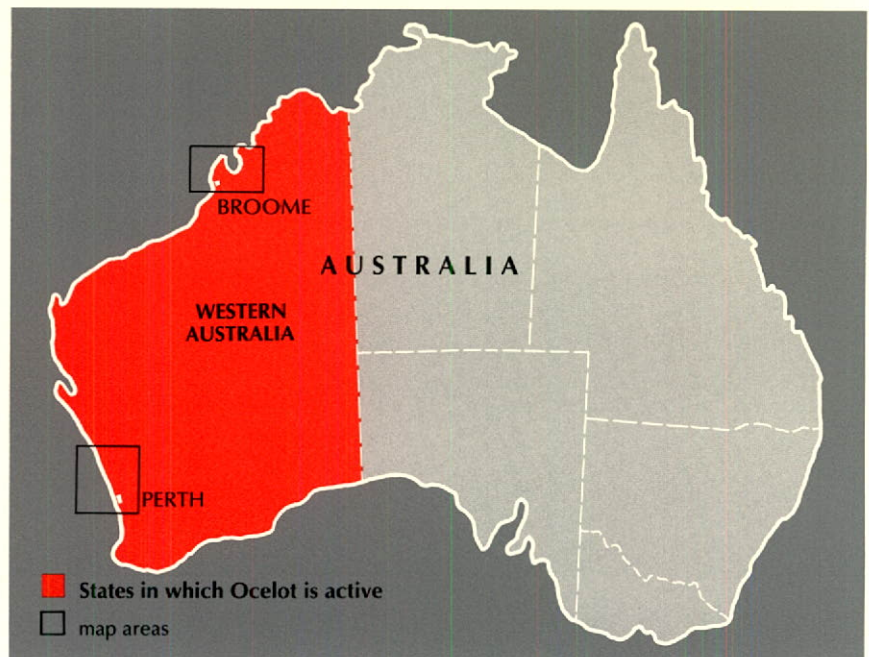 BROOME
AUSTRALIA
WESTERN
AUSTRALIA
PERTH
States in which Ocelot is active
map areas